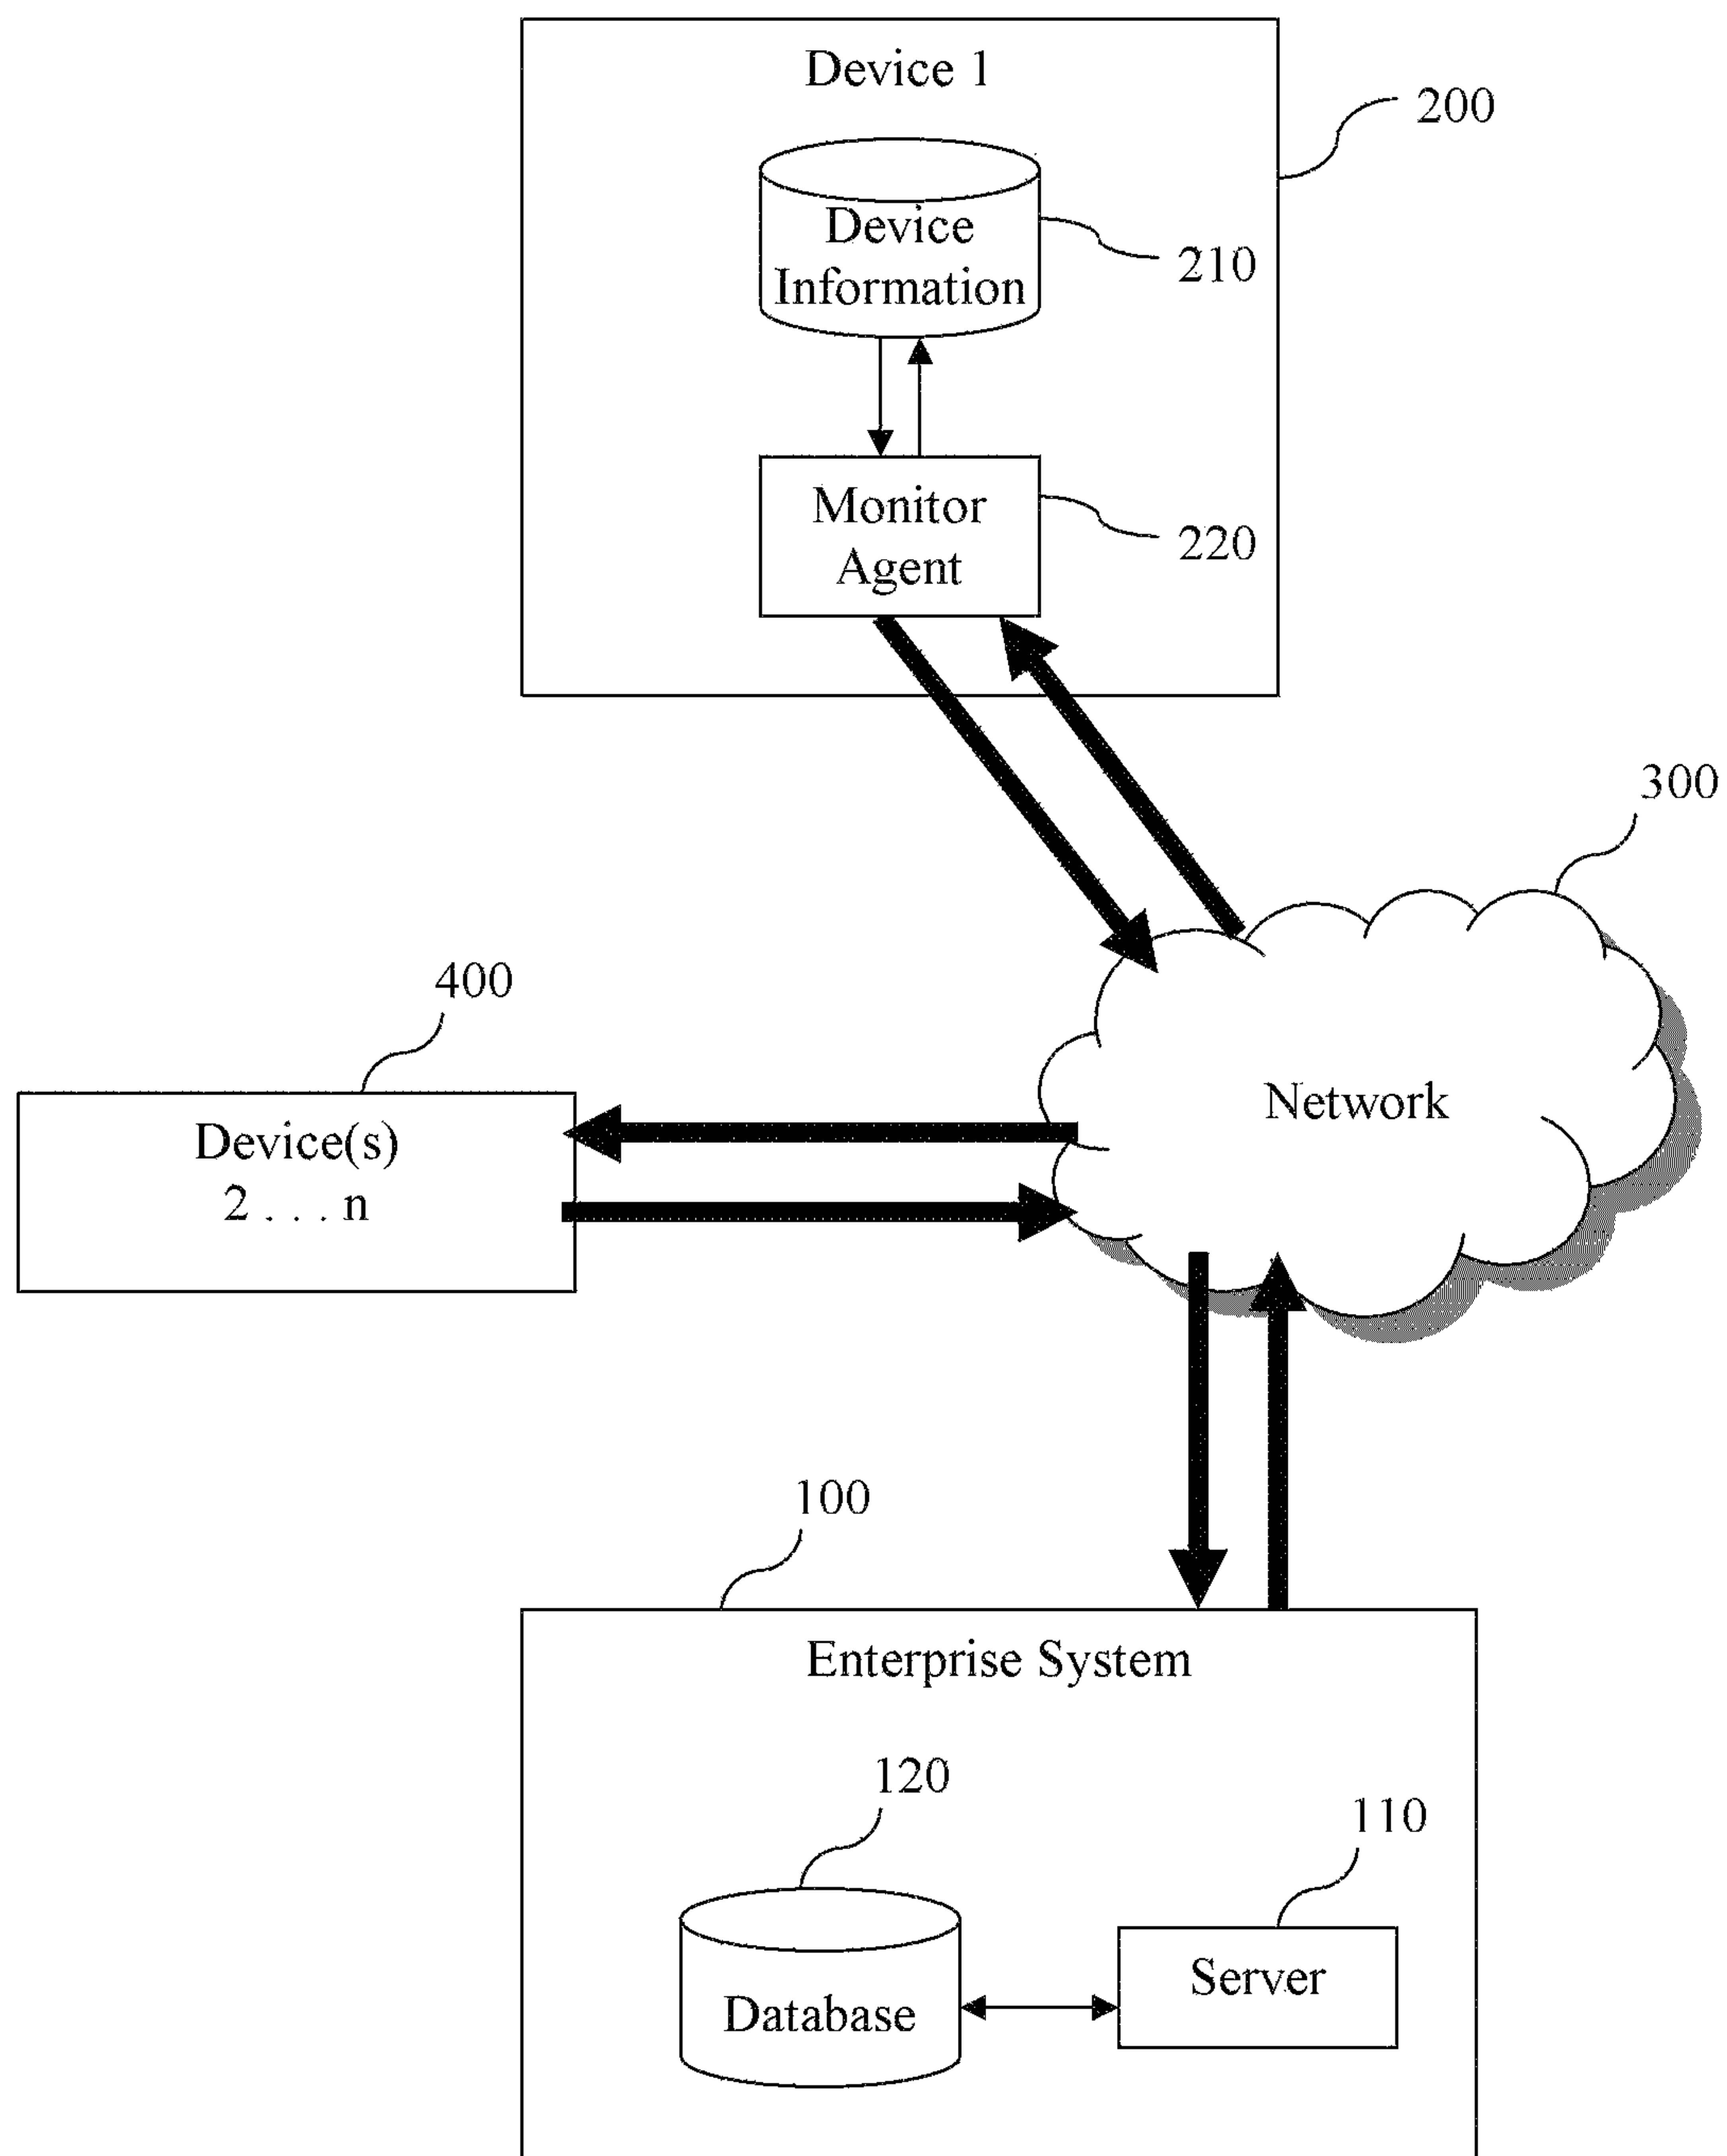 Device 1
200
Device
Information
210
Monitor
Agent
220
300
400
Device(s)
2 . . . n
Network
100
Enterprise System
120
110
Server
Database